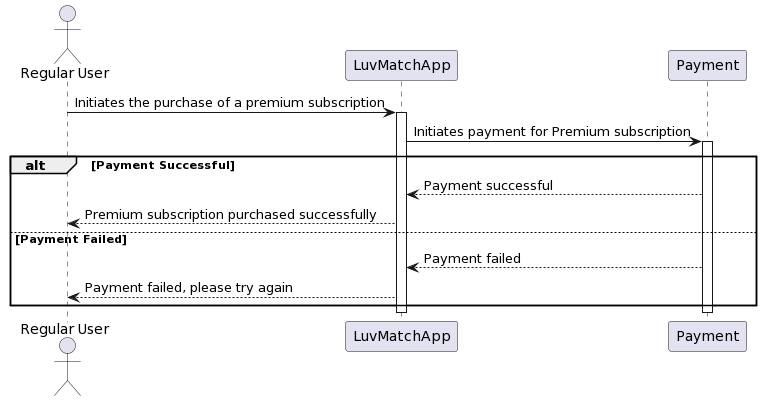 Regular User
LuvMatchApp
Payment
Initiates the purchase of a premium subscription
Initiates payment for Premium subscription
alt
[Payment Successful]
Payment successful
Premium subscription purchased successfully
[Payment Failed]
Payment failed
Payment failed, please try again
Regular User
LuvMatchApp
Payment